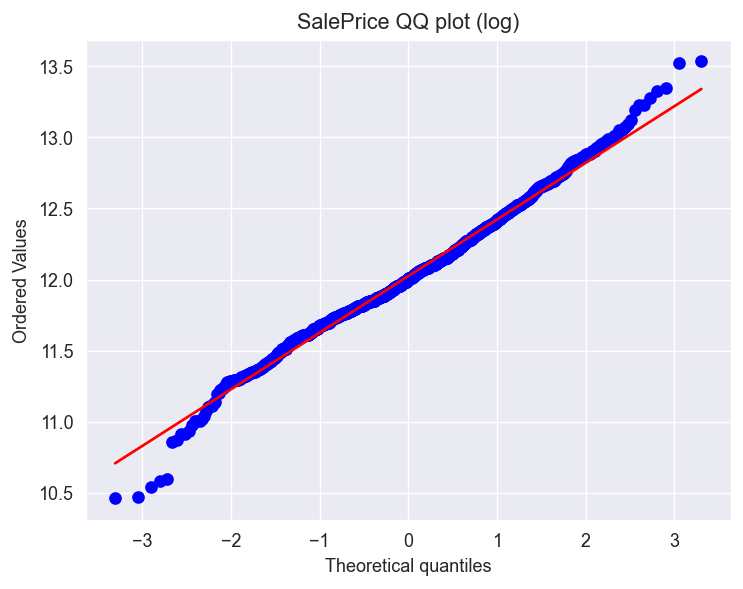 SalePrice QQ plot (log)
13.5
13.0
12.5
12.0
11.5
11.0
10.5
Ordered Values
−3 −2 −1 0 1 2 3
Theoretical quantiles